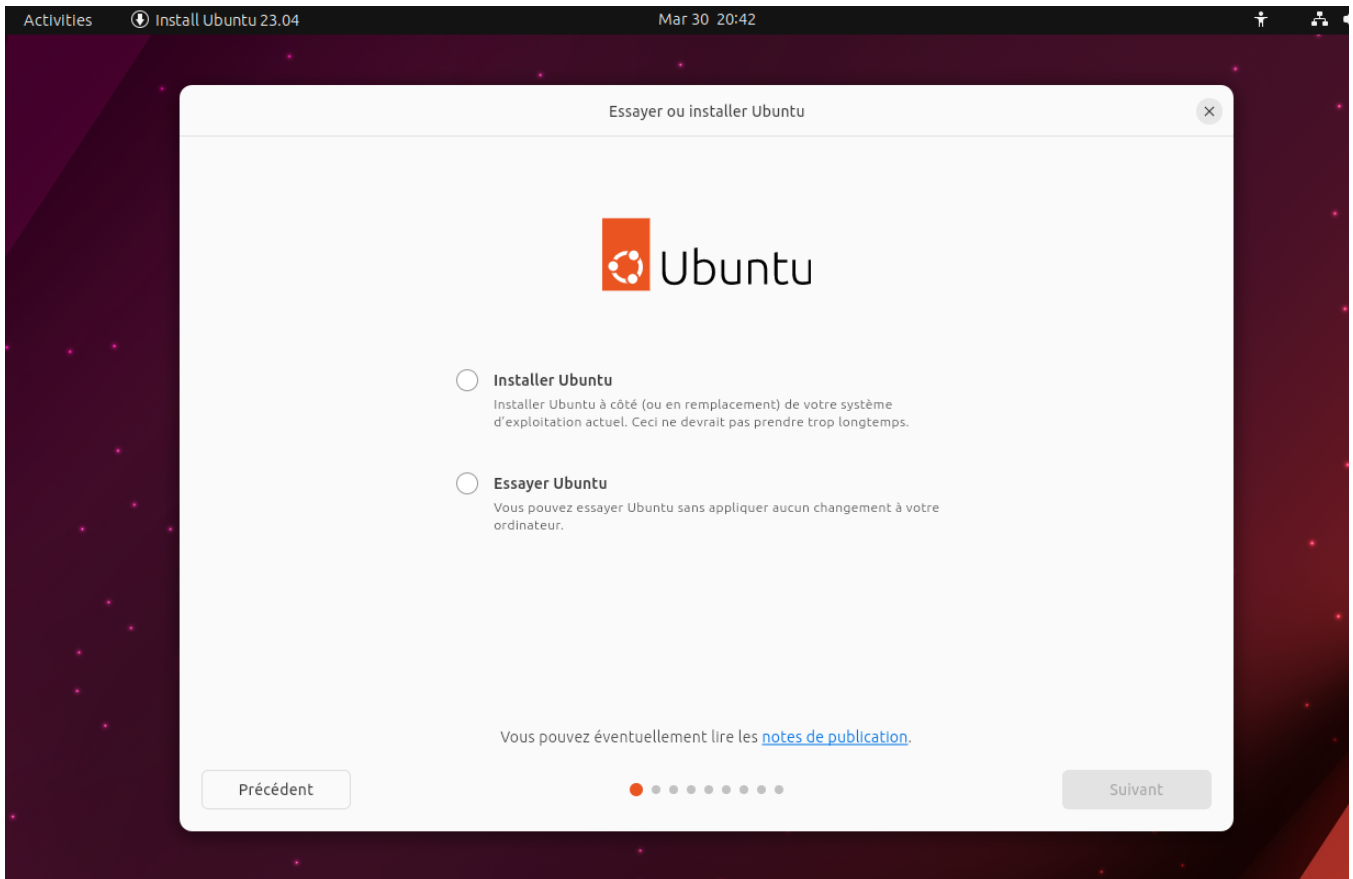 Activities Install Ubuntu 23.04 Mar 30 20:42
Essayer ou installer Ubuntu
Ubuntu
Installer Ubuntu
Installer Ubuntu à côté (ou en remplacement) de votre système
d'exploitation actuel. Ceci ne devrait pas prendre trop longtemps.
Essayer Ubuntu
Vous pouvez essayer Ubuntu sans appliquer aucun changement à votre
ordinateur.
Vous pouvez éventuellement lire les notes de publication.
Précédent Suivant